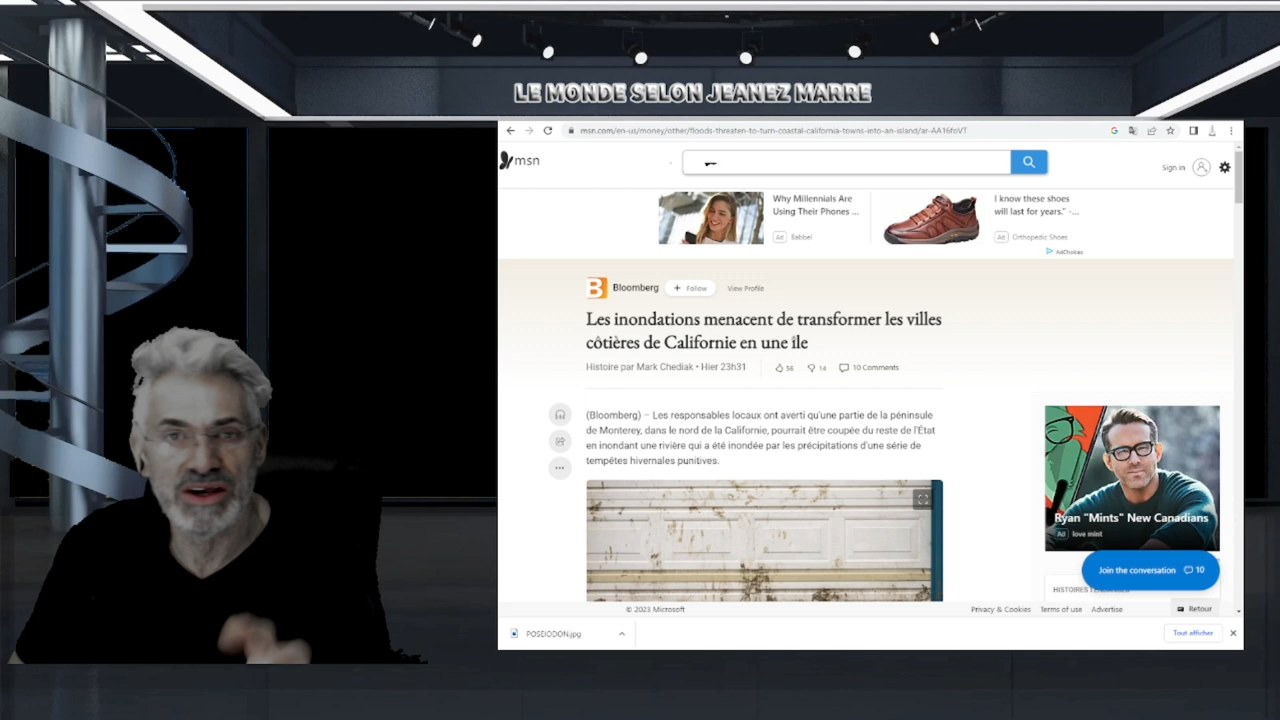 LE MONDE SELON JEANEZ MARRE
msn.com/en-us/money/other/floods-threaten-to-turn-coastal-california-towns-into-an-island/ar-AA16foVT
msn
Sign in
Why Millennials Are
Using Their Phones ...
Ad Babbel
I know these shoes
will last for years." -...
Ad Orthopedic Shoes
AdChoices
Bloomberg + Follow View Profile
Les inondations menacent de transformer les villes
côtières de Californie en une île
Histoire par Mark Chediak • Hier 23h31
56 14 10 Comments
(Bloomberg) – Les responsables locaux ont averti qu'une partie de la péninsule
de Monterey, dans le nord de la Californie, pourrait être coupée du reste de l'État
en inondant une rivière qui a été inondée par les précipitations d'une série de
tempêtes hivernales punitives.
Ryan "Mints" New Canadians
Ad love mint
Join the conversation 10
© 2023 Microsoft
Privacy & Cookies Terms of use Advertise
Retour
POSEIODON.jpg
Tout afficher